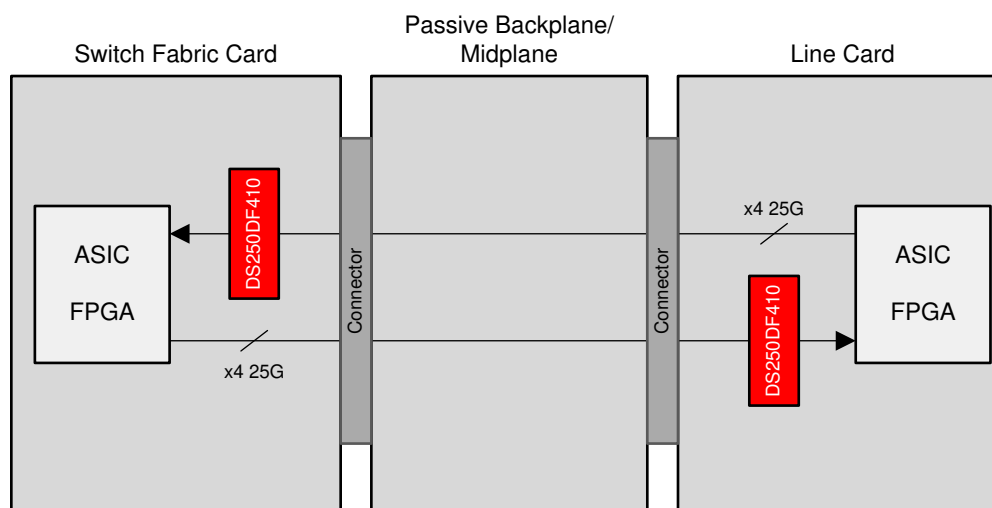 Passive Backplane/
Midplane
Switch Fabric Card
Line Card
DS250DF410
x4 25G
ASIC
FPGA
Connector
Connector
ASIC
FPGA
x4 25G
DS250DF410